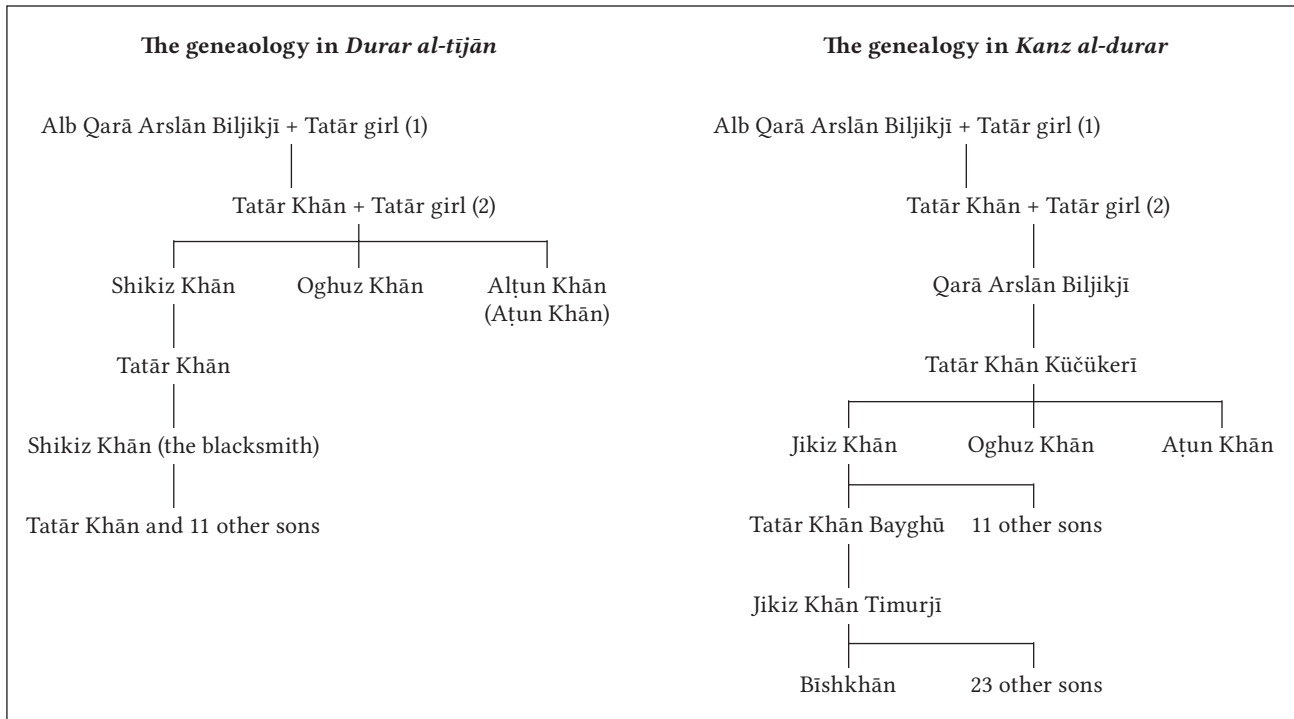 The geneaology in Durar al-tījān
Alb Qarā Arslān Biljikjī + Tatār girl (1)
Tatār Khān + Tatār girl (2)
Shikiz Khān
Oghuz Khān
Alṭun Khān
(Aṭun Khān)
Tatār Khān
Shikiz Khān (the blacksmith)
Tatār Khān and 11 other sons
The genealogy in Kanz al-durar
Alb Qarā Arslān Biljikjī + Tatār girl (1)
Tatār Khān + Tatār girl (2)
Qarā Arslān Biljikjī
Tatār Khān Küčükerī
Jikiz Khān
Oghuz Khān
Aṭun Khān
Tatār Khān Bayghū
11 other sons
Jikiz Khān Timurjī
Bīshkhān
23 other sons